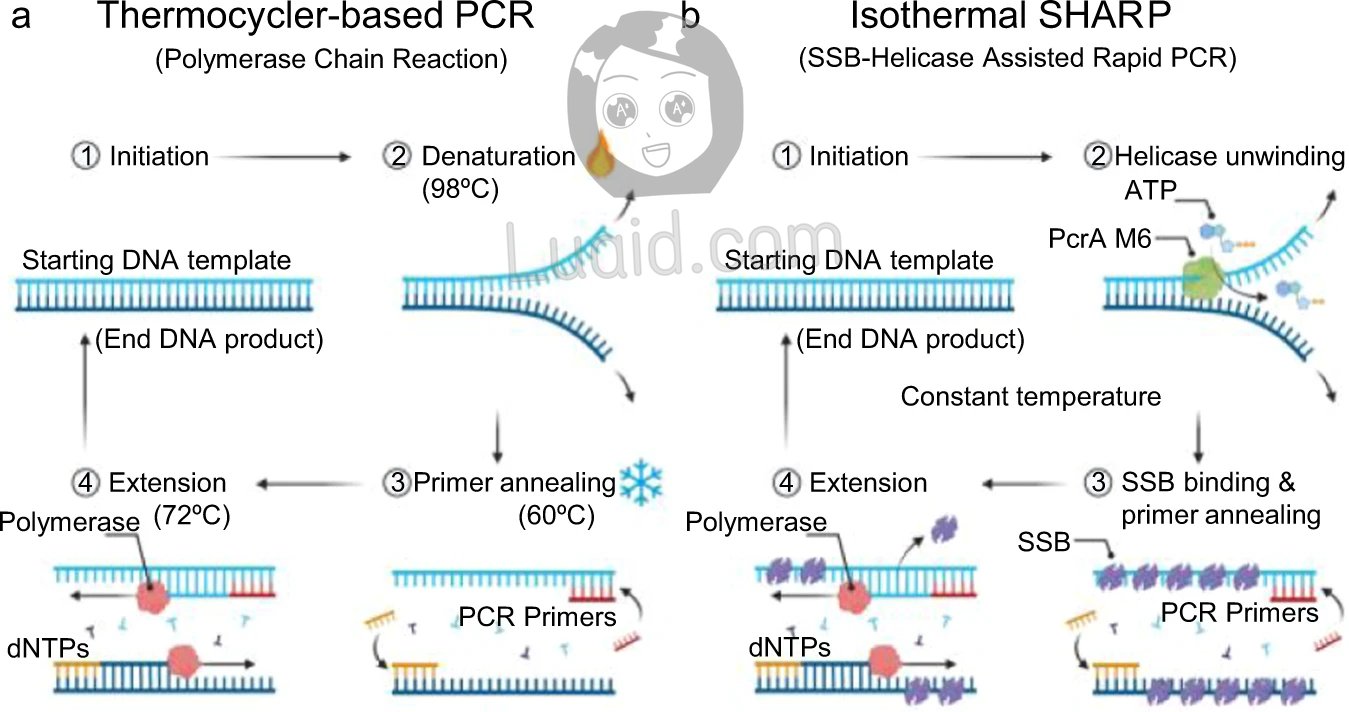 a Thermocycler-based PCR
(Polymerase Chain Reaction)
1 Initiation
2 Denaturation
(98ºC)
Starting DNA template
(End DNA product)
4 Extension
(72ºC)
3 Primer annealing
(60ºC)
Polymerase
dNTPs
PCR Primers
b Isothermal SHARP
(SSB-Helicase Assisted Rapid PCR)
1 Initiation
2 Helicase unwinding
ATP
PcrA M6
Starting DNA template
(End DNA product)
Constant temperature
4 Extension
3 SSB binding &
primer annealing
Polymerase
SSB
dNTPs
PCR Primers
A+ A+
Luaid.com